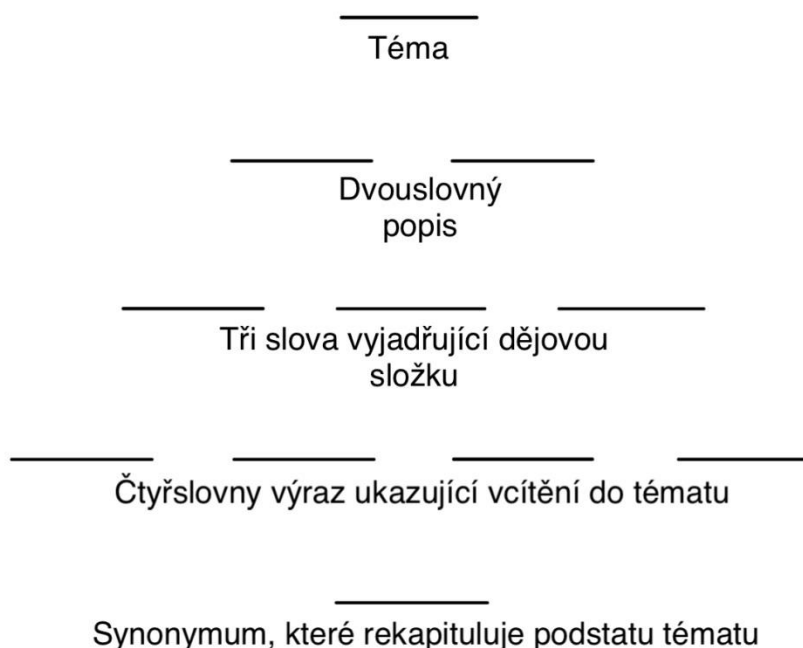 Téma
Dvouslovný
popis
Tři slova vyjadřující dějovou
složku
Čtyřslovny výraz ukazující vcítění do tématu
Synonymum, které rekapituluje podstatu tématu